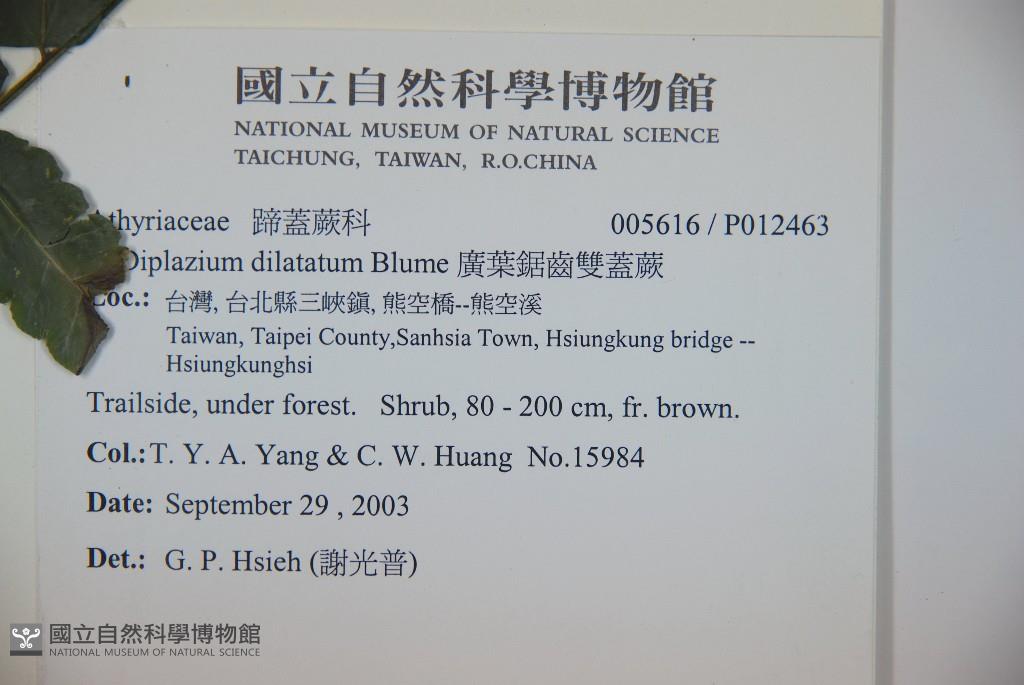 國立自然科學博物館
NATIONAL MUSEUM OF NATURAL SCIENCE
TAICHUNG, TAIWAN, R.O.CHINA
Athyriaceae 蹄蓋蕨科 005616 / P012463
Diplazium dilatatum Blume 廣葉鋸齒雙蓋蕨
Loc.: 台灣, 台北縣三峽鎮, 熊空橋--熊空溪
Taiwan, Taipei County,Sanhsia Town, Hsiungkung bridge --
Hsiungkunghsi
Trailside, under forest. Shrub, 80 - 200 cm, fr. brown.
Col.: T. Y. A. Yang & C. W. Huang No.15984
Date: September 29 , 2003
Det.: G. P. Hsieh (謝光普)
國立自然科學博物館
NATIONAL MUSEUM OF NATURAL SCIENCE